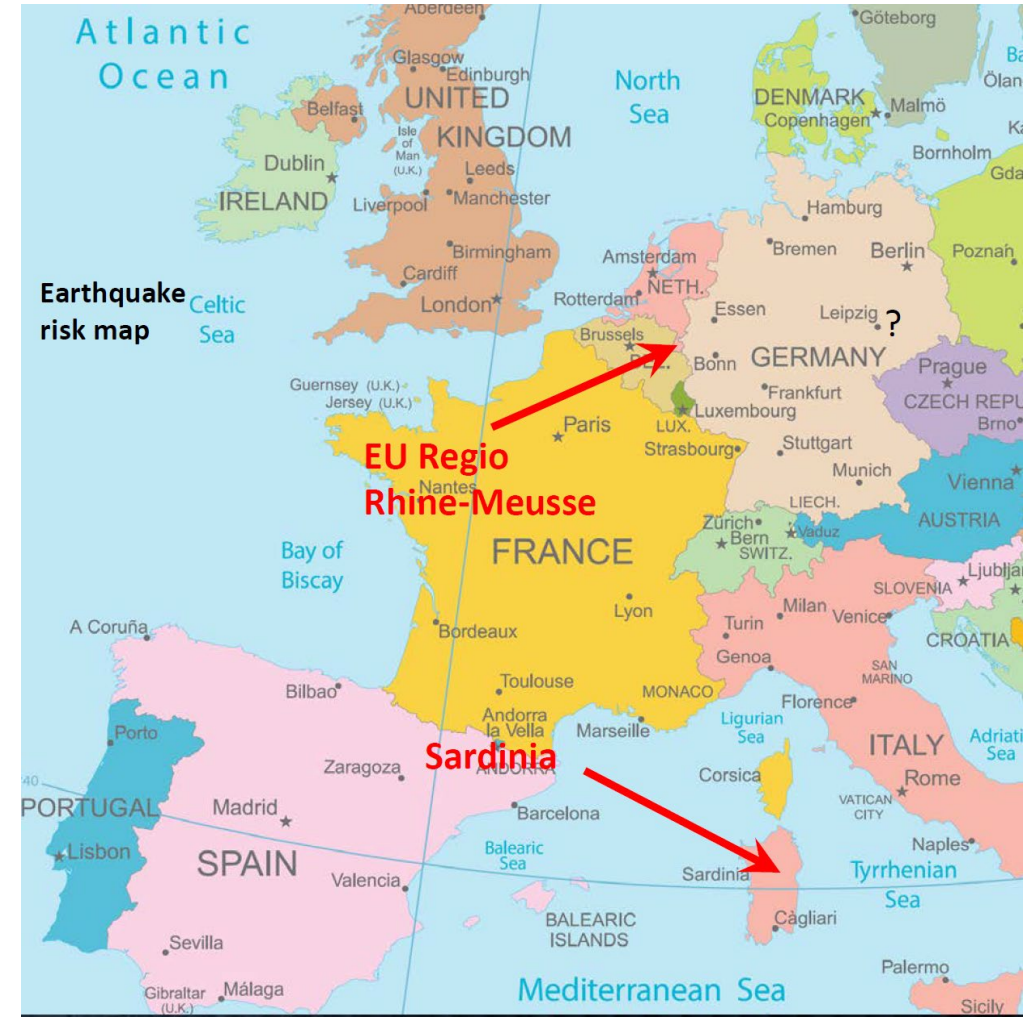 Aberdeen
Atlantic
Ocean
Göteborg
Glasgow
Edinburgh
UNITED
KINGDOM
North
Sea
DENMARK
Copenhagen
Malmö
Bornholm
Belfast
Isle
of
Man
(U.K.)
Dublin
IRELAND
Leeds
Liverpool
Manchester
Birmingham
Cardiff
London
Hamburg
Bremen
Berlin
Poznań
Amsterdam
NETH.
Rotterdam
Essen
Leipzig
?
Earthquake
risk map
Celtic
Sea
Brussels
Bonn
GERMANY
Prague
CZECH REPU
Brno
Frankfurt
Guernsey (U.K.)
Jersey (U.K.)
Luxembourg
LUX.
Paris
Strasbourg
Stuttgart
Munich
Vienna
LIECH.
AUSTRIA
EU Regio
Rhine-Meusse
Nantes
Zürich
Bern
SWITZ.
Vaduz
FRANCE
Bay of
Biscay
SLOVENIA
Ljubljan
Lyon
Milan
Venice
Turin
CROATIA
A Coruña
Bordeaux
Genoa
SAN
MARINO
Toulouse
MONACO
Florence
Bilbao
Andorra
la Vella
Marseille
Ligurian
Sea
Adriati
Sea
ITALY
Porto
Sardinia
ANDORRA
Zaragoza
Corsica
Rome
VATICAN
CITY
40
PORTUGAL
Madrid
Barcelona
Lisbon
SPAIN
Balearic
Sea
Naples
Valencia
Sardinia
Tyrrhenian
Sea
BALEARIC
ISLANDS
Càgliari
Sevilla
Palermo
Gibraltar
(U.K.)
Málaga
Mediterranean Sea
Sicily